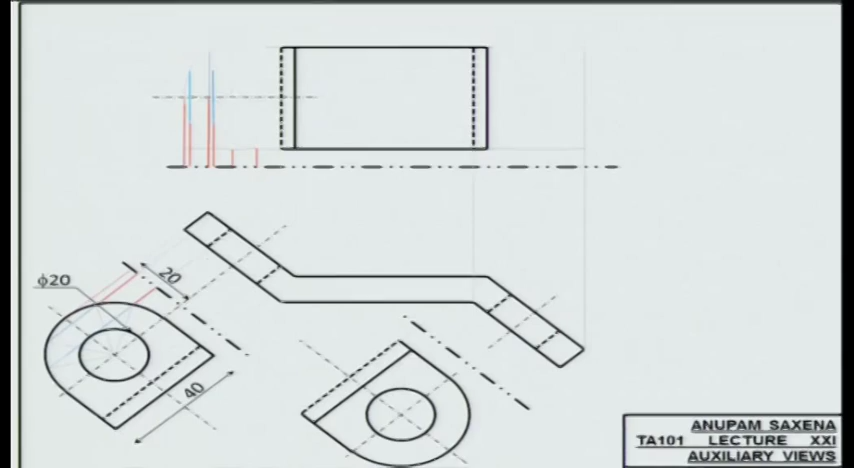 ϕ20
20
40
ANUPAM SAXENA
TA101 LECTURE XXI
AUXILIARY VIEWS